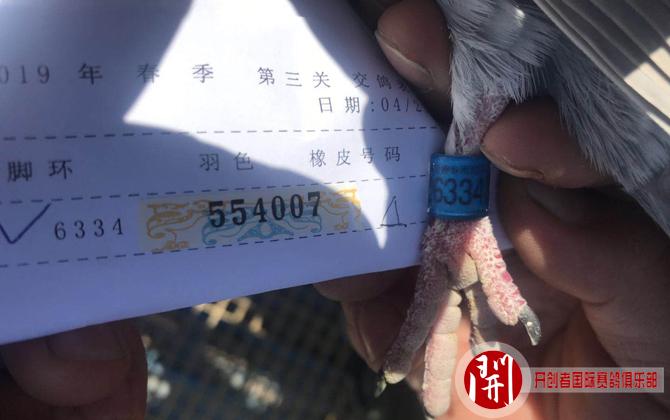 019 年 春 季 第三关 交鸽
日期:04/2
脚环 羽色 橡皮号码
6334 554007
6334
開
开创者国际赛鸽俱乐部